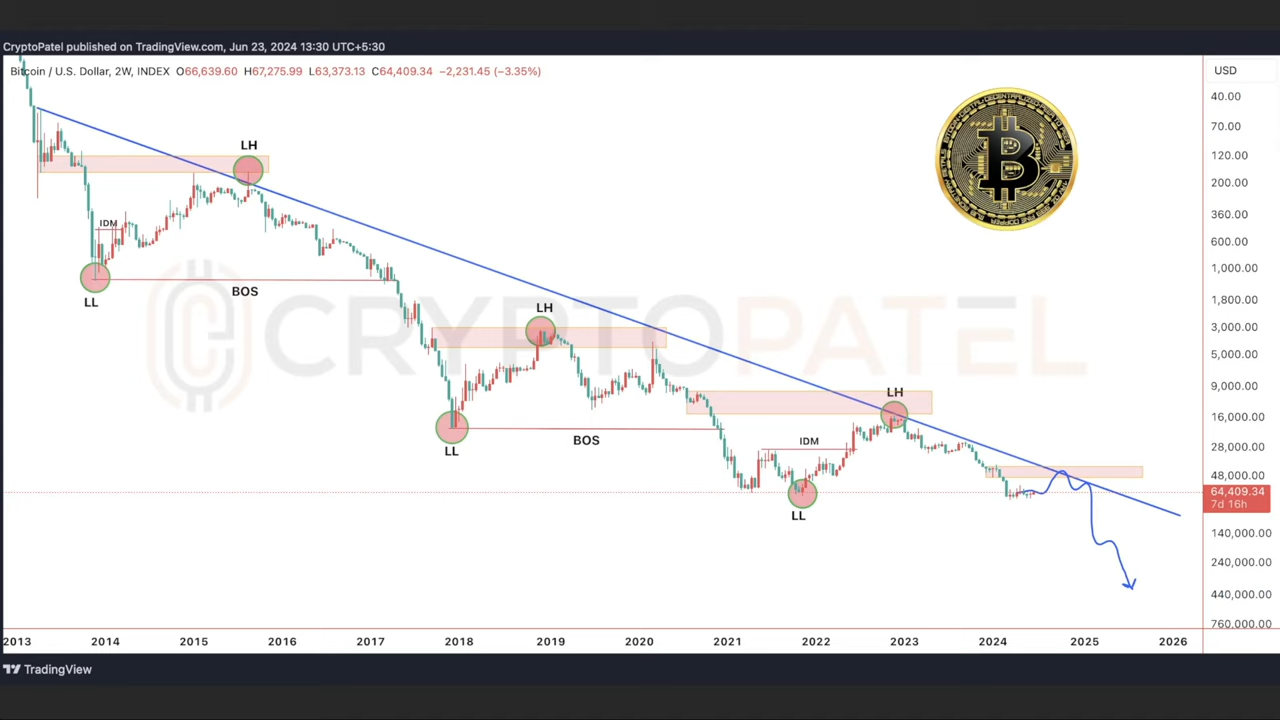 CryptoPatel published on TradingView.com, Jun 23, 2024 13:30 UTC+5:30
Bitcoin / U.S. Dollar, 2W, INDEX O66,639.60 H67,275.99 L63,373.13 C64,409.34 −2,231.45 (−3.35%)
USD
40.00
70.00
120.00
200.00
360.00
600.00
1,000.00
1,800.00
3,000.00
5,000.00
9,000.00
16,000.00
28,000.00
48,000.00
64,409.34
7d 16h
140,000.00
240,000.00
440,000.00
760,000.00
LH
IDM
LL
BOS
CRYPTOPATEL
LH
LL
BOS
LH
IDM
LL
2013 2014 2015 2016 2017 2018 2019 2020 2021 2022 2023 2024 2025 2026
TradingView